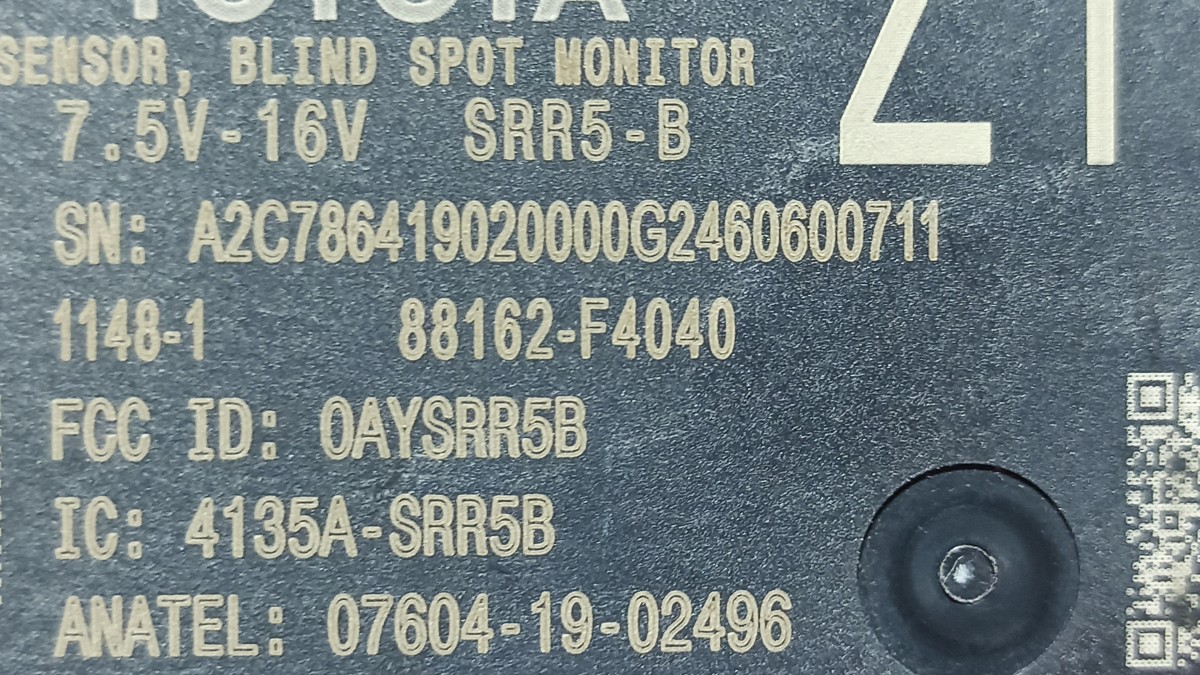 TOYOTA
SENSOR, BLIND SPOT MONITOR
7.5V-16V SRR5-B
SN: A2C786419020000G2460600711
1148-1 88162-F4040
FCC ID: OAYSRR5B
IC: 4135A-SRR5B
ANATEL: 07604-19-02496